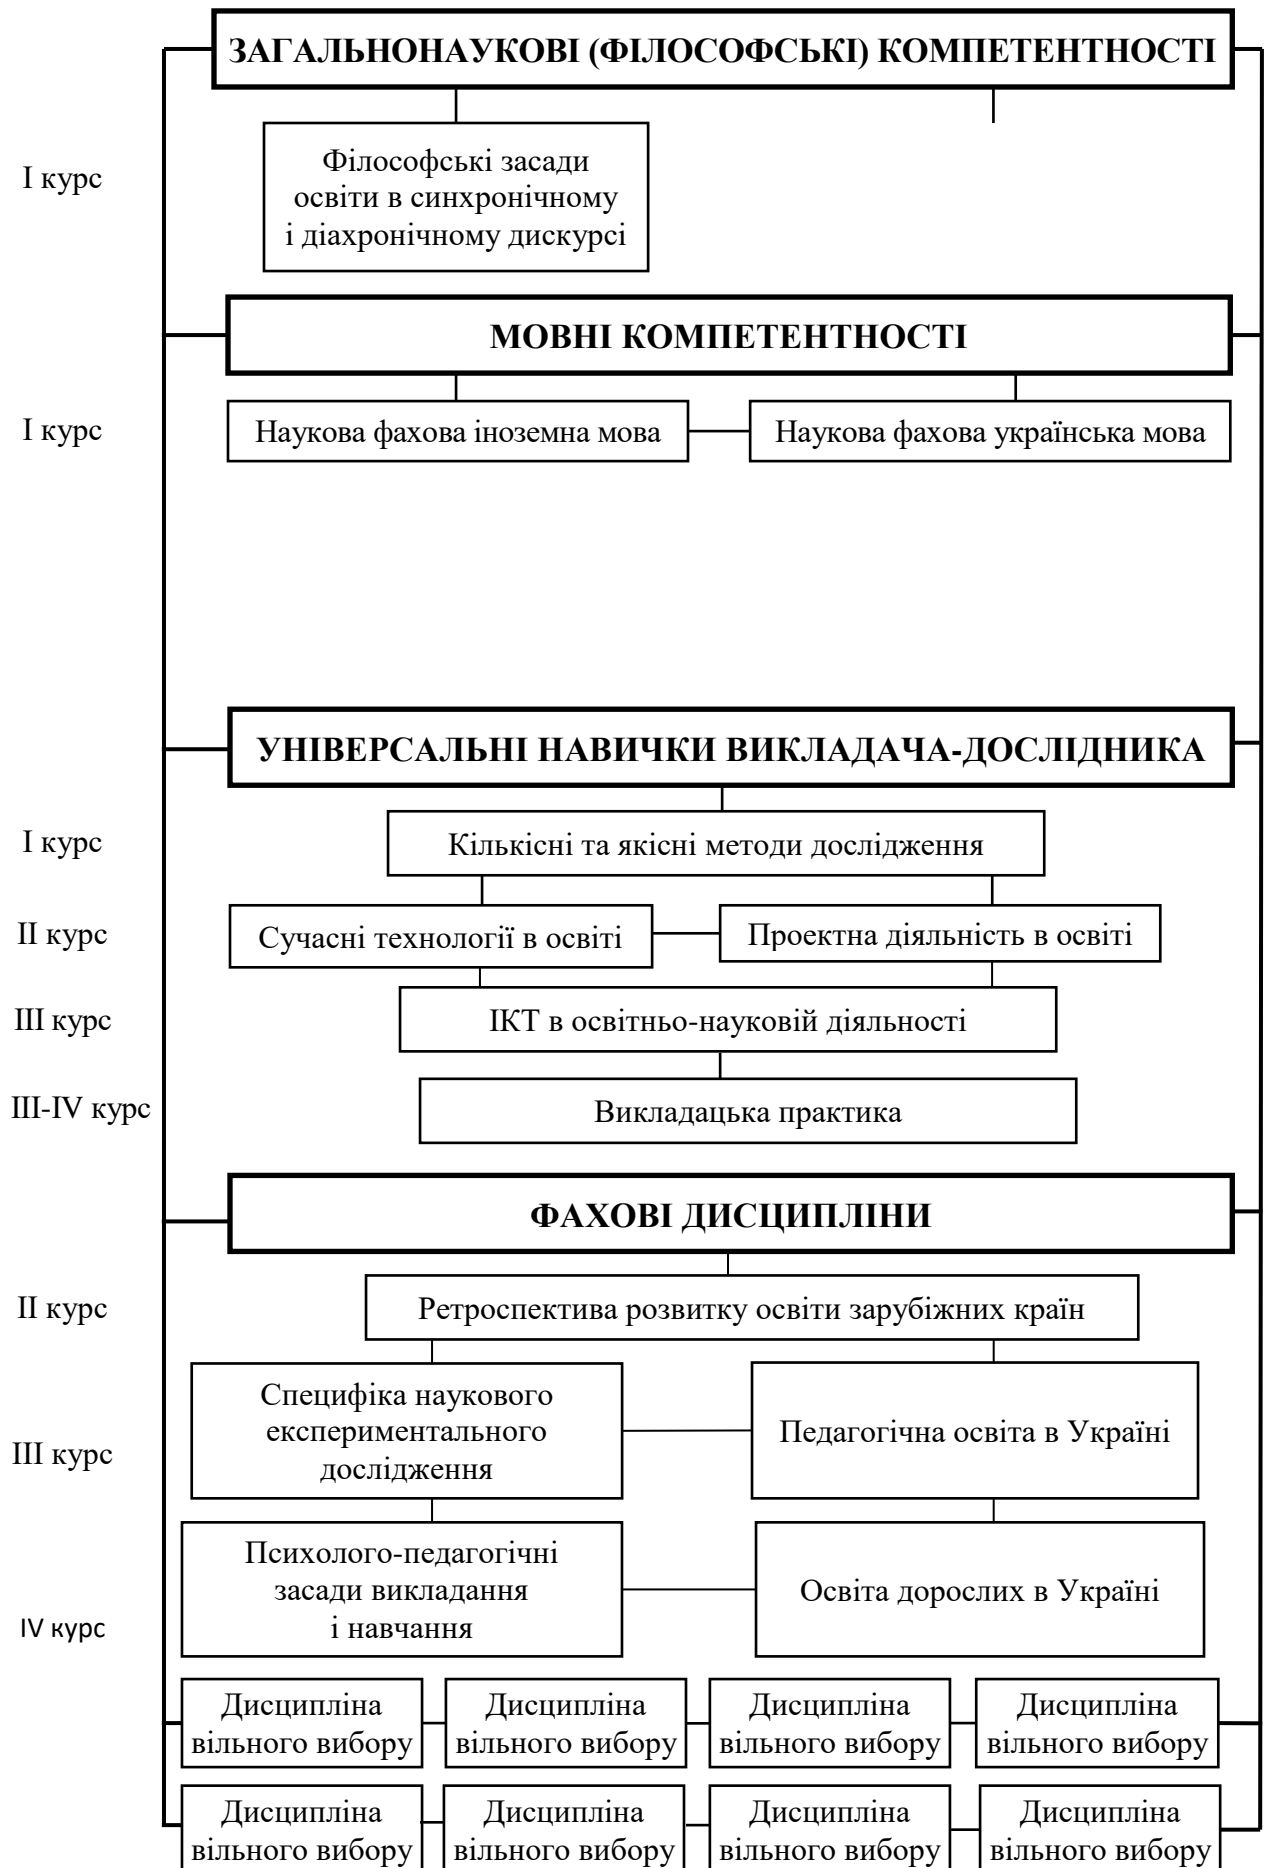 ЗАГАЛЬНОНАУКОВІ (ФІЛОСОФСЬКІ) КОМПЕТЕНТНОСТІ
І курс
Філософські засади
освіти в синхронічному
і діахронічному дискурсі
МОВНІ КОМПЕТЕНТНОСТІ
І курс
Наукова фахова іноземна мова
Наукова фахова українська мова
УНІВЕРСАЛЬНІ НАВИЧКИ ВИКЛАДАЧА-ДОСЛІДНИКА
І курс
Кількісні та якісні методи дослідження
ІІ курс
Сучасні технології в освіті
Проектна діяльність в освіті
ІІІ курс
ІКТ в освітньо-науковій діяльності
ІІІ-IV курс
Викладацька практика
ФАХОВІ ДИСЦИПЛІНИ
ІІ курс
Ретроспектива розвитку освіти зарубіжних країн
ІІІ курс
Специфіка наукового
експериментального
дослідження
Педагогічна освіта в Україні
IV курс
Психолого-педагогічні
засади викладання
і навчання
Освіта дорослих в Україні
Дисципліна
вільного вибору
Дисципліна
вільного вибору
Дисципліна
вільного вибору
Дисципліна
вільного вибору
Дисципліна
вільного вибору
Дисципліна
вільного вибору
Дисципліна
вільного вибору
Дисципліна
вільного вибору